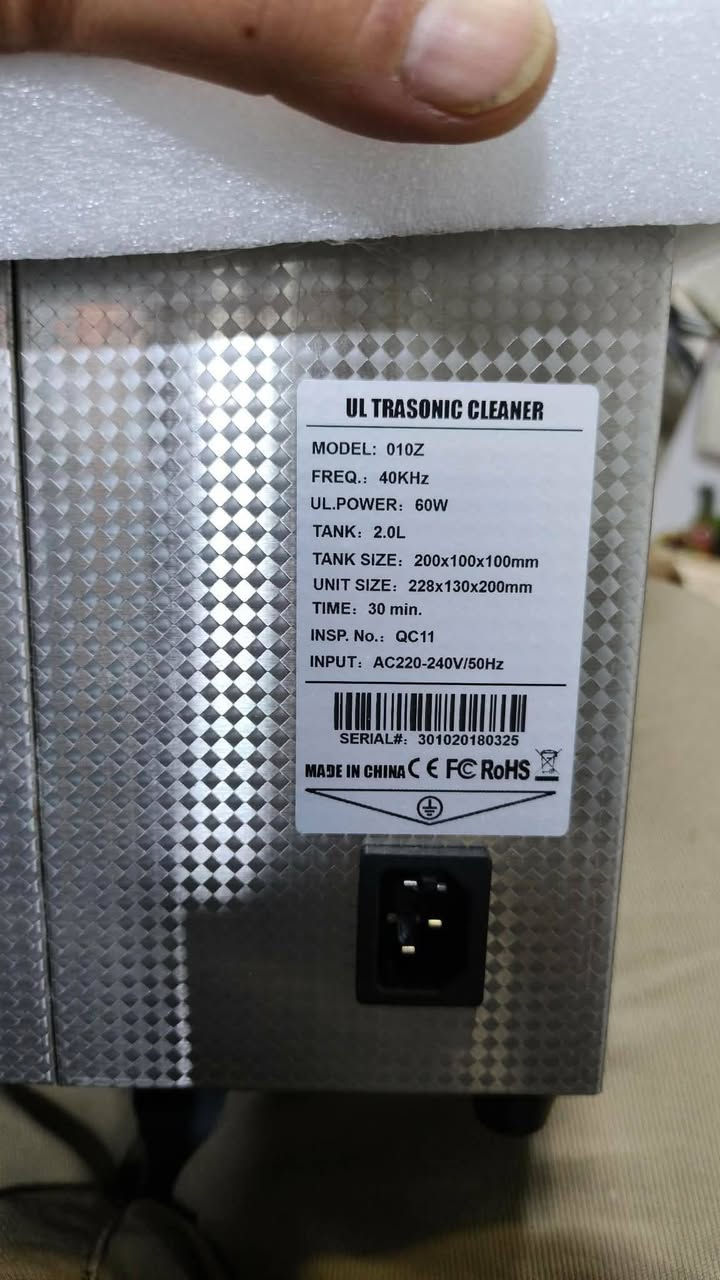 UL TRASONIC CLEANER
MODEL: 010Z
FREQ.: 40KHz
UL.POWER: 60W
TANK: 2.0L
TANK SIZE: 200x100x100mm
UNIT SIZE: 228x130x200mm
TIME: 30 min.
INSP. No.: QC11
INPUT: AC220-240V/50Hz
SERIAL#: 301020180325
MADE IN CHINA CE FC RoHS